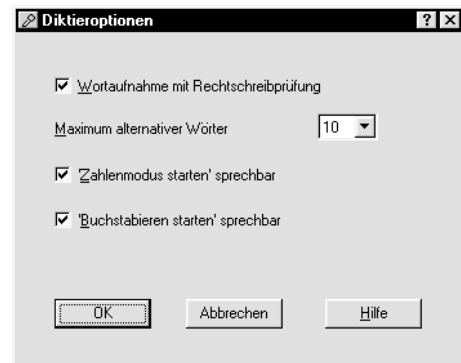 Diktieroptionen
Wortaufnahme mit Rechtschreibprüfung
Maximum alternativer Wörter 10
'Zahlenmodus starten' sprechbar
'Buchstabieren starten' sprechbar
OK Abbrechen Hilfe